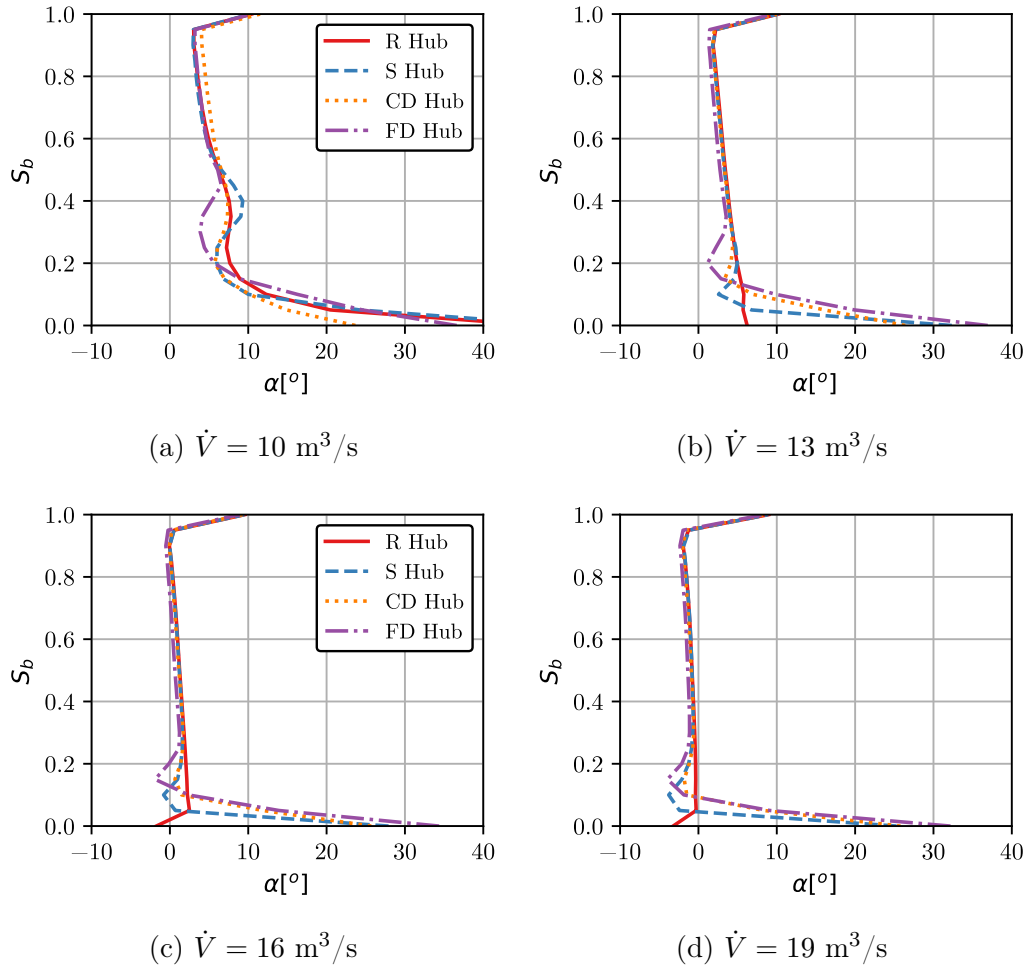 1.0
0.8
0.6
0.4
0.2
0.0
S_b
−10 0 10 20 30 40
α[°]
R Hub
S Hub
CD Hub
FD Hub
(a) V̇ = 10 m³/s
1.0
0.8
0.6
0.4
0.2
0.0
S_b
−10 0 10 20 30 40
α[°]
(b) V̇ = 13 m³/s
1.0
0.8
0.6
0.4
0.2
0.0
S_b
−10 0 10 20 30 40
α[°]
R Hub
S Hub
CD Hub
FD Hub
(c) V̇ = 16 m³/s
1.0
0.8
0.6
0.4
0.2
0.0
S_b
−10 0 10 20 30 40
α[°]
(d) V̇ = 19 m³/s